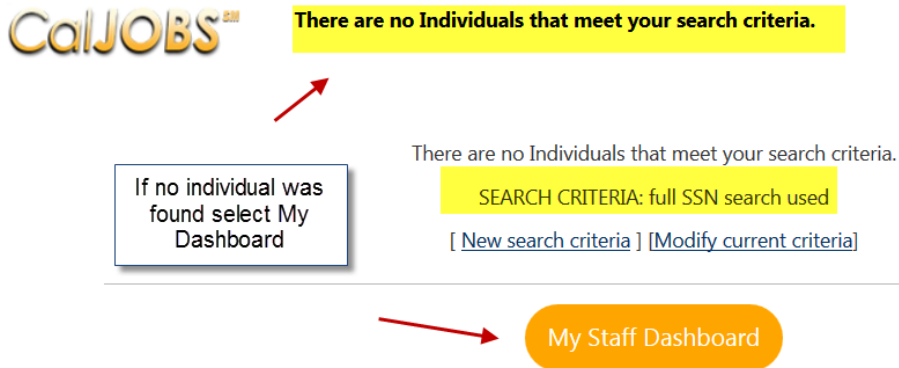 CalJOBS℠
There are no Individuals that meet your search criteria.
There are no Individuals that meet your search criteria.
If no individual was
found select My
Dashboard
SEARCH CRITERIA: full SSN search used
[ New search criteria ] [Modify current criteria]
My Staff Dashboard